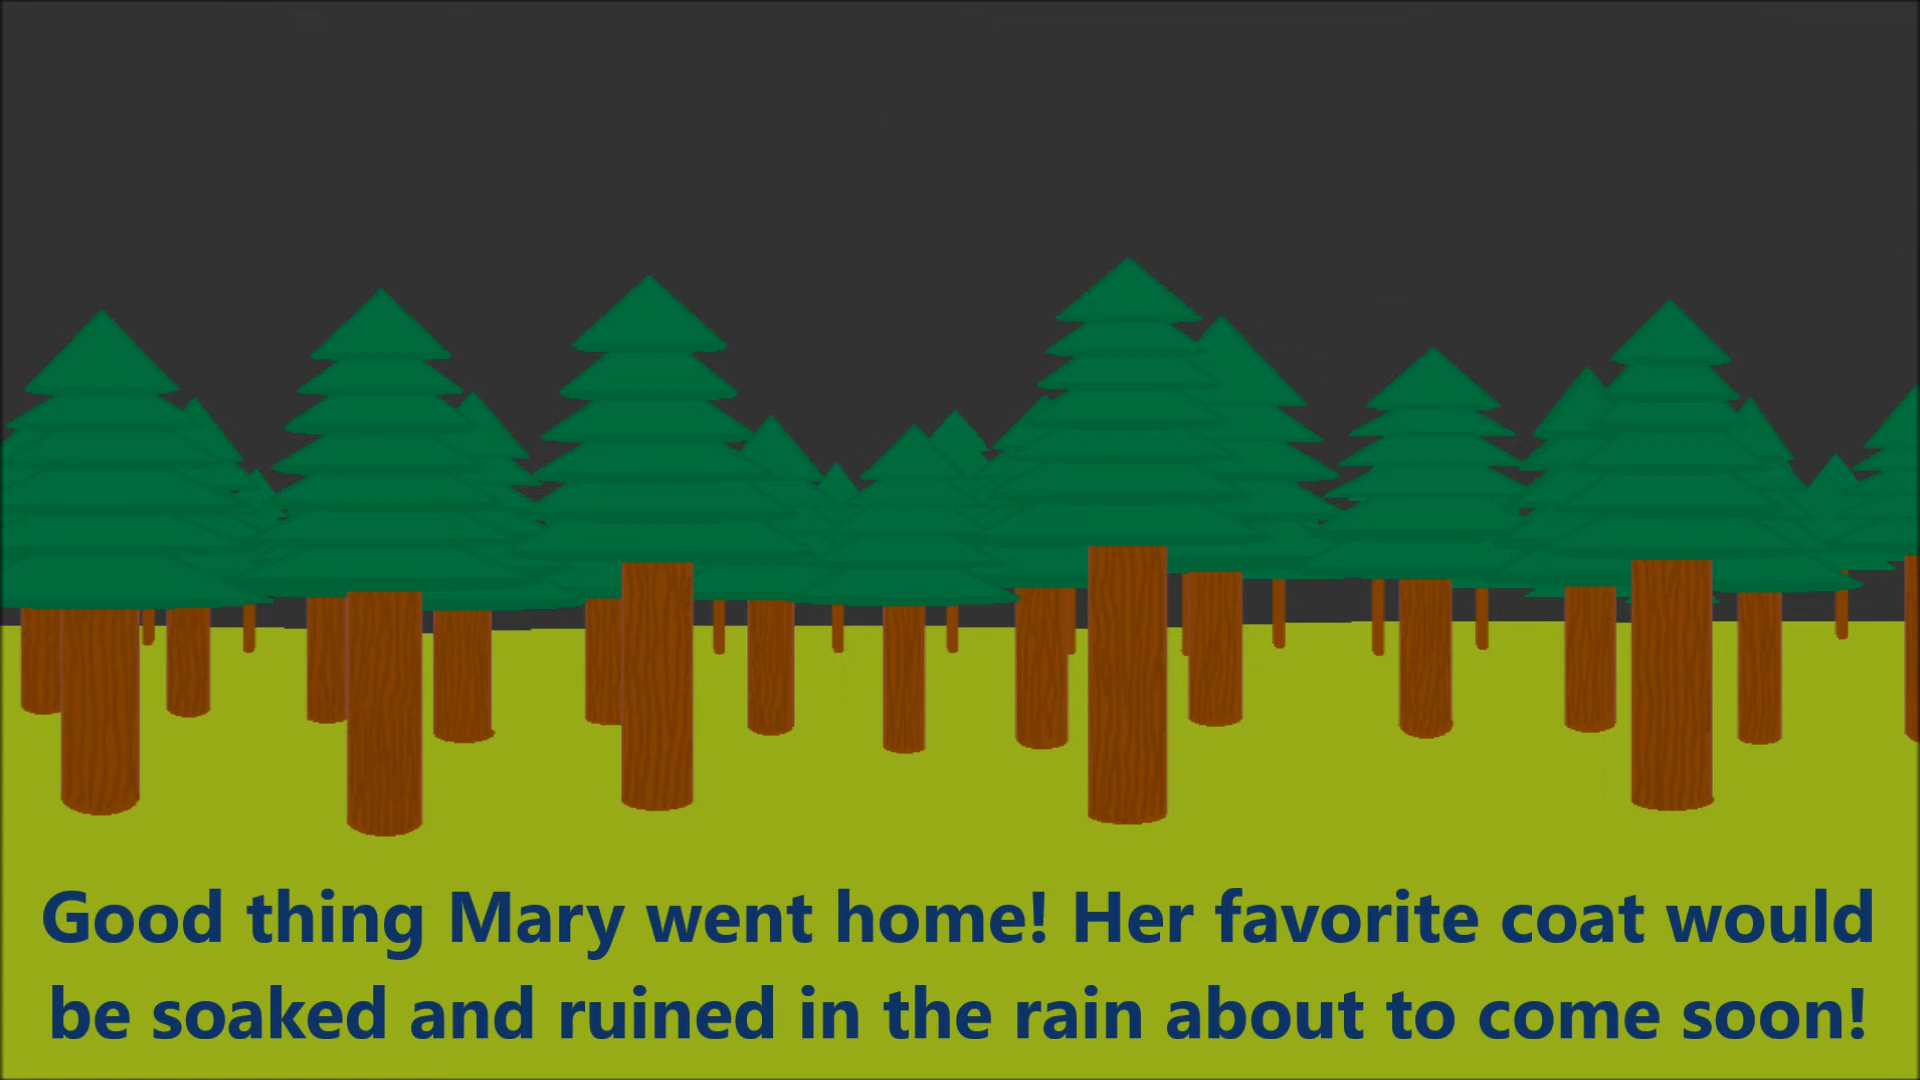 Good thing Mary went home! Her favorite coat would
be soaked and ruined in the rain about to come soon!